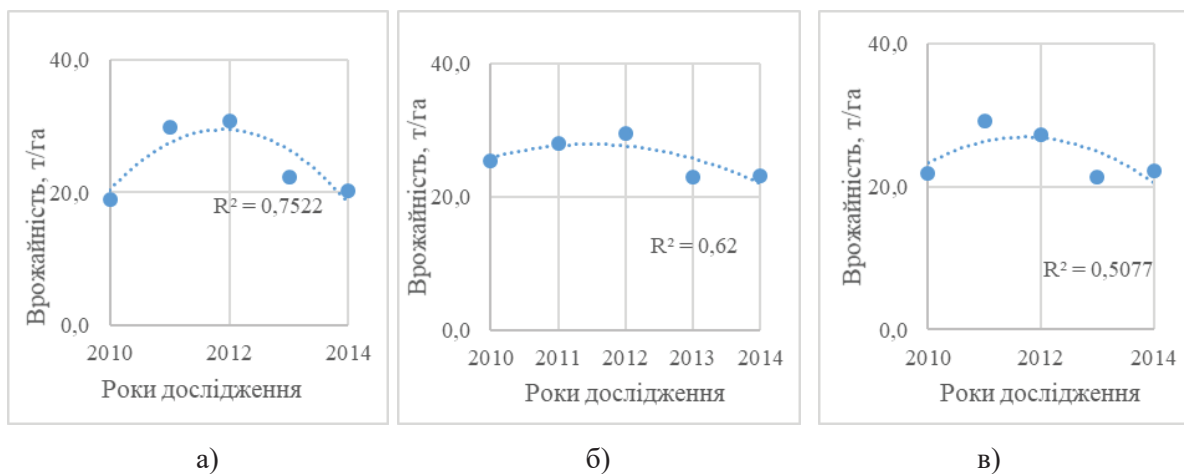 Врожайність, т/га
40,0
20,0
0,0
R² = 0,7522
2010
2012
2014
Роки дослідження
а)
Врожайність, т/га
40,0
20,0
0,0
R² = 0,62
2010
2011
2012
2013
2014
Роки дослідження
б)
Врожайність, т/га
40,0
20,0
0,0
R² = 0,5077
2010
2012
2014
Роки дослідження
в)